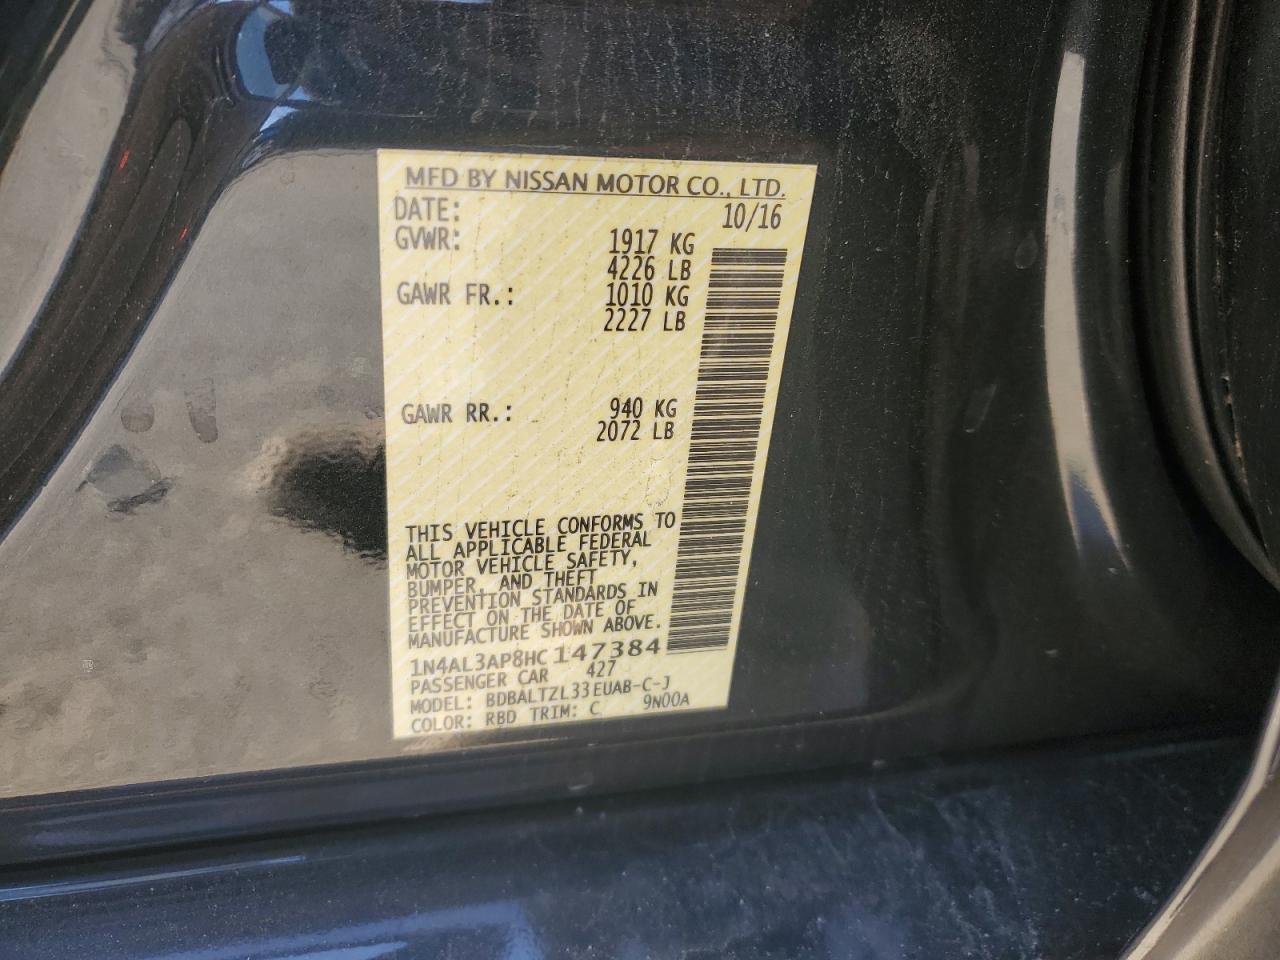 MFD BY NISSAN MOTOR CO., LTD.
DATE: 10/16
GVWR: 1917 KG
4226 LB
GAWR FR.: 1010 KG
2227 LB
GAWR RR.: 940 KG
2072 LB
THIS VEHICLE CONFORMS TO
ALL APPLICABLE FEDERAL
MOTOR VEHICLE SAFETY,
BUMPER, AND THEFT
PREVENTION STANDARDS IN
EFFECT ON THE DATE OF
MANUFACTURE SHOWN ABOVE.
1N4AL3AP8HC147384
PASSENGER CAR 427
MODEL: BDBALTZL33EUAB-C-J
COLOR: RBD TRIM: C 9N00A